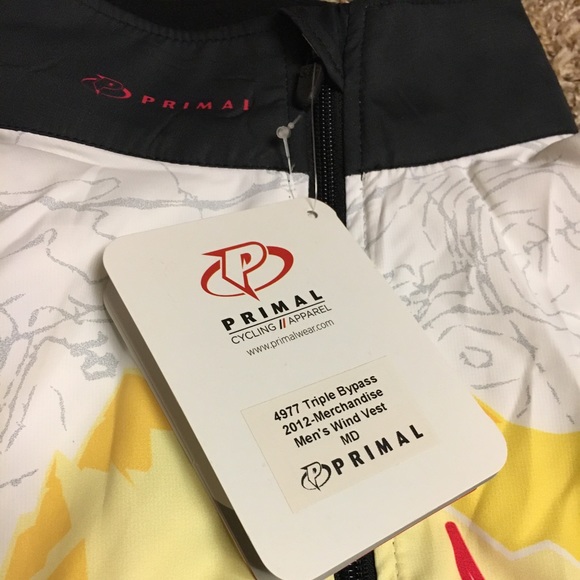 PRIMAL
PRIMAL
CYCLING // APPAREL
www.primalwear.com
4977 Triple Bypass
2012-Merchandise
Men's Wind Vest
MD
PRIMAL